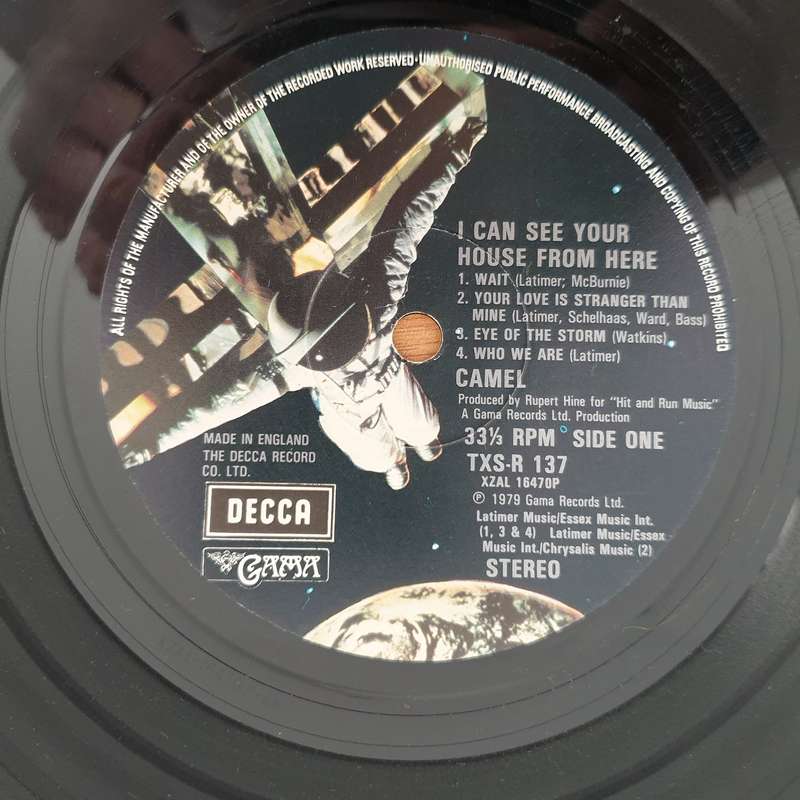 ALL RIGHTS OF THE MANUFACTURER AND OF THE OWNER OF THE RECORDED WORK RESERVED · UNAUTHORISED PUBLIC PERFORMANCE BROADCASTING AND COPYING OF THIS RECORD PROHIBITED
I CAN SEE YOUR
HOUSE FROM HERE
1. WAIT (Latimer, McBurnie)
2. YOUR LOVE IS STRANGER THAN
MINE (Latimer, Schelhaas, Ward, Bass)
3. EYE OF THE STORM (Watkins)
4. WHO WE ARE (Latimer)
CAMEL
Produced by Rupert Hine for "Hit and Run Music"
A Gama Records Ltd. Production
33⅓ RPM SIDE ONE
TXS-R 137
XZAL 16470P
℗ 1979 Gama Records Ltd.
Latimer Music/Essex Music Int.
(1, 3 & 4) Latimer Music/Essex
Music Int./Chrysalis Music (2)
STEREO
MADE IN ENGLAND
THE DECCA RECORD
CO. LTD.
DECCA
GAMA